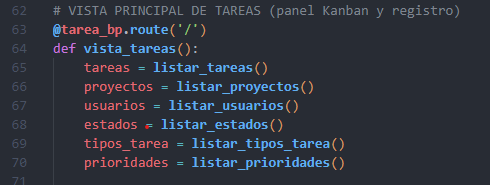 62 # VISTA PRINCIPAL DE TAREAS (panel Kanban y registro)
63 @tarea_bp.route('/')
64 def vista_tareas():
65 tareas = listar_tareas()
66 proyectos = listar_proyectos()
67 usuarios = listar_usuarios()
68 estados = listar_estados()
69 tipos_tarea = listar_tipos_tarea()
70 prioridades = listar_prioridades()
71